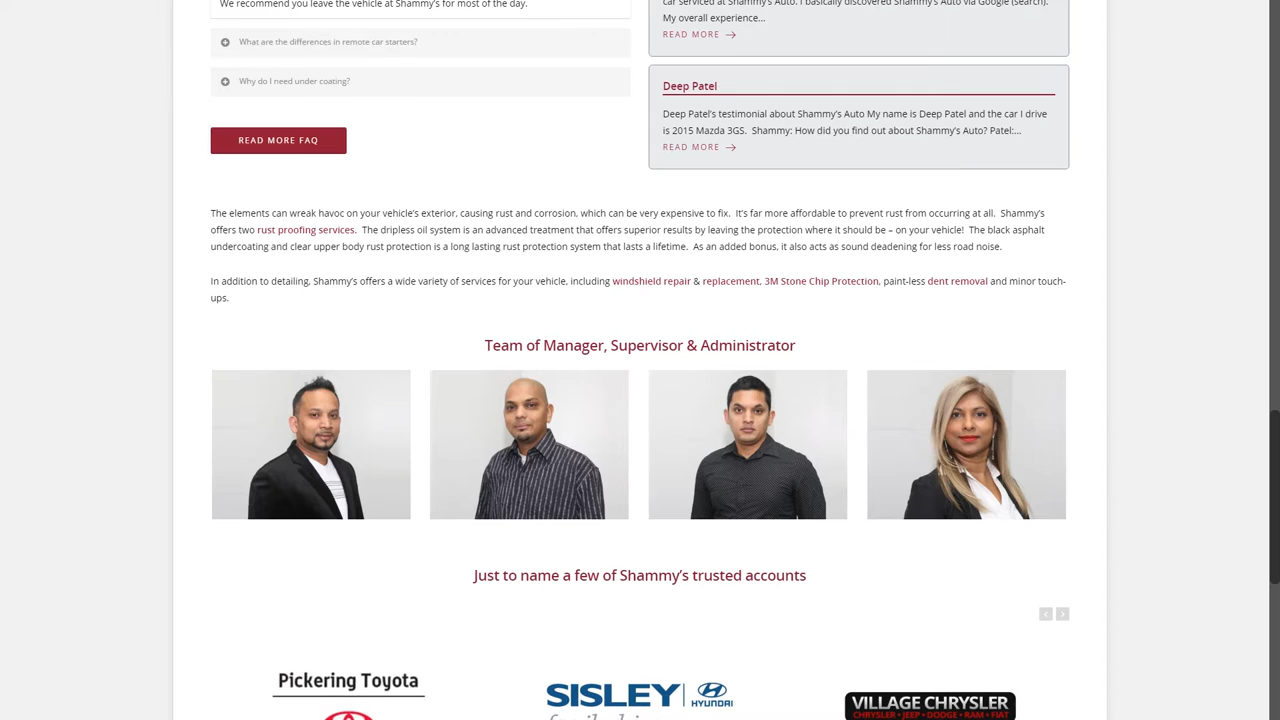 We recommend you leave the vehicle at Shammy's for most of the day.
What are the differences in remote car starters?
Why do I need under coating?
READ MORE FAQ
car serviced at Shammy's Auto. I basically discovered Shammy's Auto via Google (search).
My overall experience...
READ MORE
Deep Patel
Deep Patel's testimonial about Shammy's Auto My name is Deep Patel and the car I drive
is 2015 Mazda 3GS. Shammy: How did you find out about Shammy's Auto? Patel:...
READ MORE
The elements can wreak havoc on your vehicle's exterior, causing rust and corrosion, which can be very expensive to fix. It's far more affordable to prevent rust from occurring at all. Shammy's
offers two rust proofing services. The dripless oil system is an advanced treatment that offers superior results by leaving the protection where it should be – on your vehicle! The black asphalt
undercoating and clear upper body rust protection is a long lasting rust protection system that lasts a lifetime. As an added bonus, it also acts as sound deadening for less road noise.
In addition to detailing, Shammy's offers a wide variety of services for your vehicle, including windshield repair & replacement, 3M Stone Chip Protection, paint-less dent removal and minor touch-
ups.
Team of Manager, Supervisor & Administrator
Just to name a few of Shammy's trusted accounts
Pickering Toyota
SISLEY HYUNDAI
VILLAGE CHRYSLER
CHRYSLER • JEEP • DODGE • RAM • FIAT